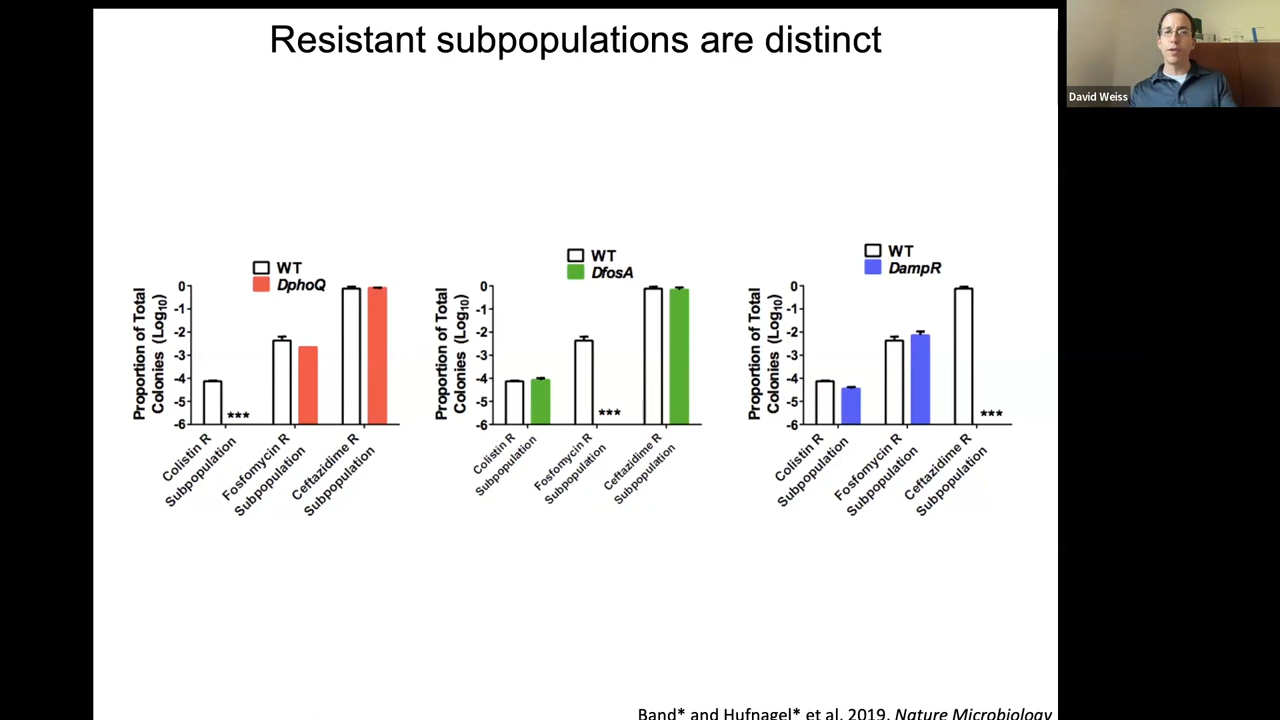 Resistant subpopulations are distinct
David Weiss
WT
DphoQ
Proportion of Total
Colonies (Log10)
0
-1
-2
-3
-4
-5
-6
***
Colistin R
Subpopulation
Fosfomycin R
Subpopulation
Ceftazidime R
Subpopulation
WT
DfosA
Proportion of Total
Colonies (Log10)
0
-1
-2
-3
-4
-5
-6
***
Colistin R
Subpopulation
Fosfomycin R
Subpopulation
Ceftazidime R
Subpopulation
WT
DampR
Proportion of Total
Colonies (Log10)
0
-1
-2
-3
-4
-5
-6
***
Colistin R
Subpopulation
Fosfomycin R
Subpopulation
Ceftazidime R
Subpopulation
Band* and Hufnagel* et al. 2019. Nature Microbiology